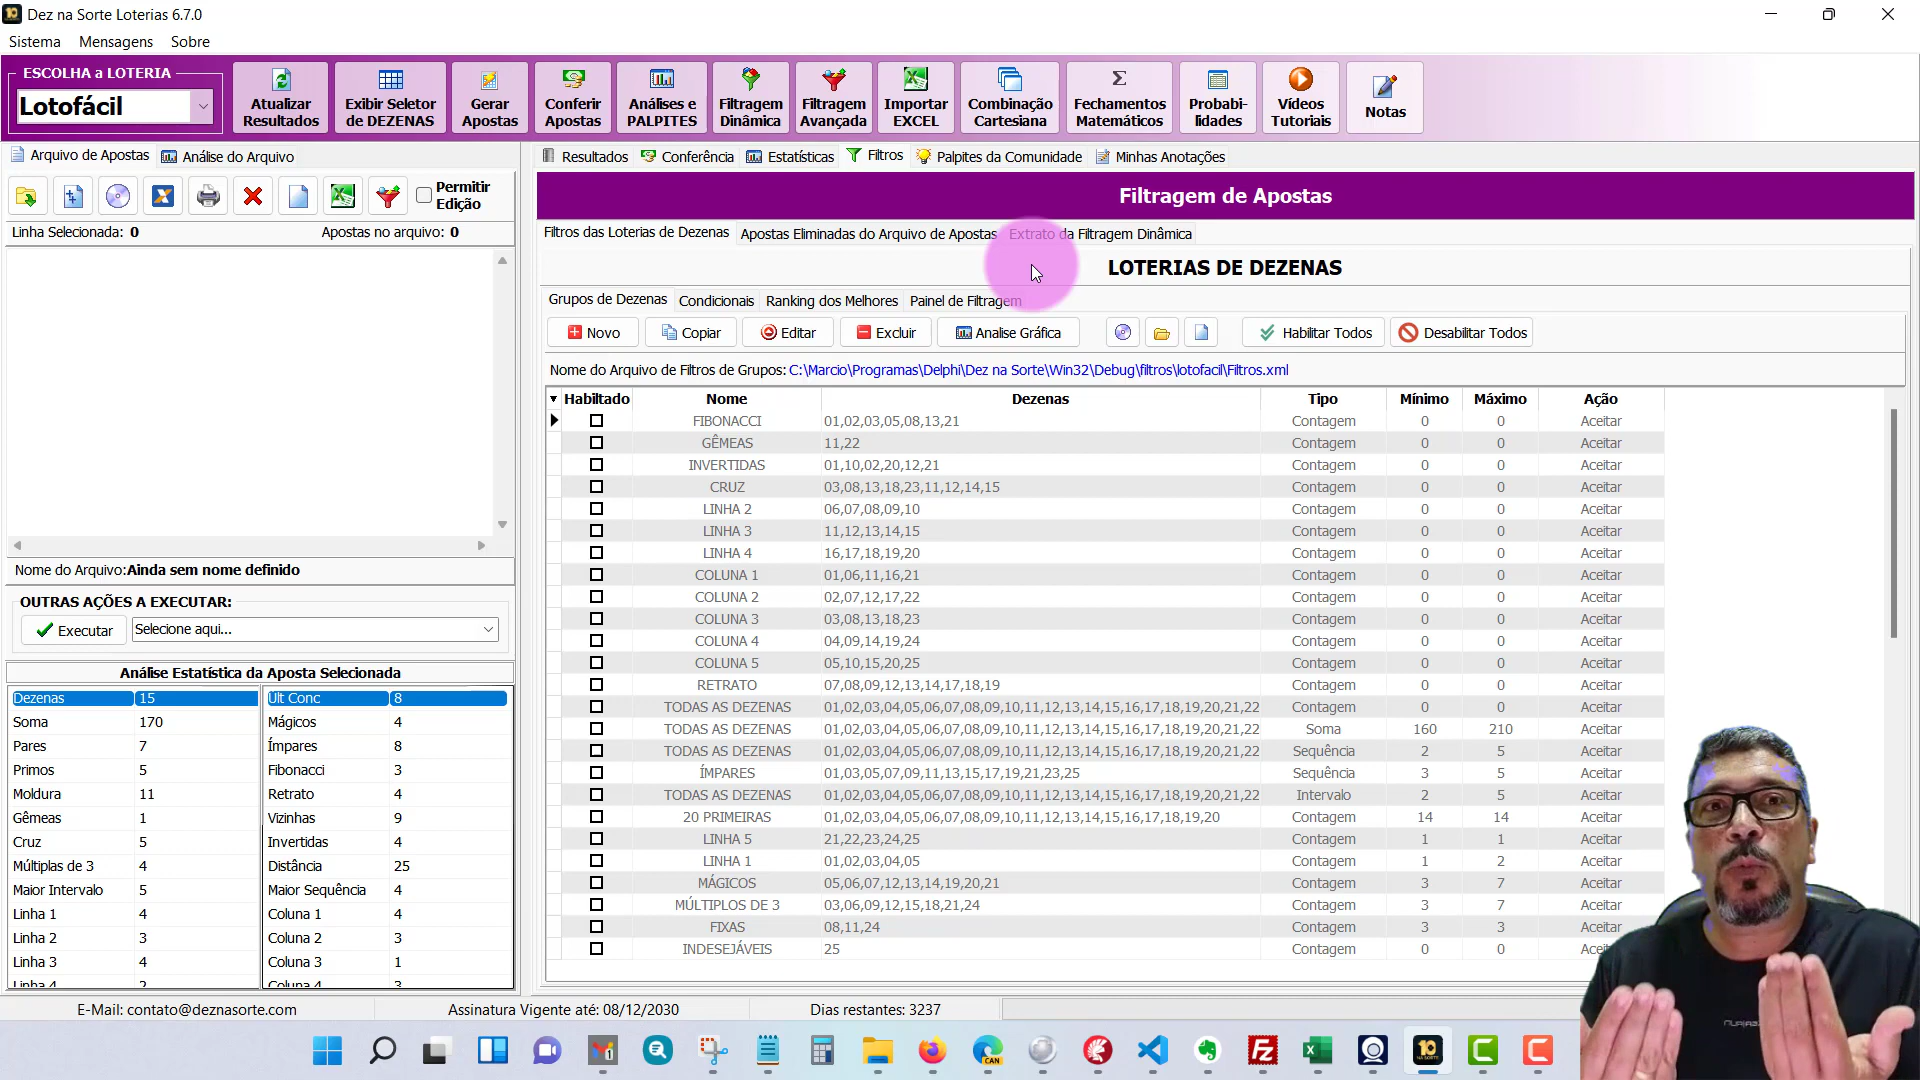 Dez na Sorte Loterias 6.7.0
Sistema Mensagens Sobre
ESCOLHA a LOTERIA
Lotofácil
Atualizar Resultados
Exibir Seletor de DEZENAS
Gerar Apostas
Conferir Apostas
Análises e PALPITES
Filtragem Dinâmica
Filtragem Avançada
Importar EXCEL
Combinação Cartesiana
Fechamentos Matemáticos
Probabi-lidades
Vídeos Tutoriais
Notas
Arquivo de Apostas Análise do Arquivo
Permitir Edição
Linha Selecionada: 0 Apostas no arquivo: 0
Nome do Arquivo:Ainda sem nome definido
OUTRAS AÇÕES A EXECUTAR:
Executar Selecione aqui...
Análise Estatística da Aposta Selecionada
Dezenas 15 Ult Conc 8
Soma 170 Mágicos 4
Pares 7 Ímpares 8
Primos 5 Fibonacci 3
Moldura 11 Retrato 4
Gêmeas 1 Vizinhas 9
Cruz 5 Invertidas 4
Múltiplas de 3 4 Distância 25
Maior Intervalo 5 Maior Sequência 4
Linha 1 4 Coluna 1 4
Linha 2 3 Coluna 2 3
Linha 3 4 Coluna 3 1
Linha 4 2 Coluna 4 3
Resultados Conferência Estatísticas Filtros Palpites da Comunidade Minhas Anotações
Filtragem de Apostas
Filtros das Loterias de Dezenas Apostas Eliminadas do Arquivo de Apostas Extrato da Filtragem Dinâmica
LOTERIAS DE DEZENAS
Grupos de Dezenas Condicionais Ranking dos Melhores Painel de Filtragem
Novo Copiar Editar Excluir Analise Gráfica Habilitar Todos Desabilitar Todos
Nome do Arquivo de Filtros de Grupos: C:\Marcio\Programas\Delphi\Dez na Sorte\Win32\Debug\filtros\lotofacil\Filtros.xml
Habiltado Nome Dezenas Tipo Mínimo Máximo Ação
FIBONACCI 01,02,03,05,08,13,21 Contagem 0 0 Aceitar
GÊMEAS 11,22 Contagem 0 0 Aceitar
INVERTIDAS 01,10,02,20,12,21 Contagem 0 0 Aceitar
CRUZ 03,08,13,18,23,11,12,14,15 Contagem 0 0 Aceitar
LINHA 2 06,07,08,09,10 Contagem 0 0 Aceitar
LINHA 3 11,12,13,14,15 Contagem 0 0 Aceitar
LINHA 4 16,17,18,19,20 Contagem 0 0 Aceitar
COLUNA 1 01,06,11,16,21 Contagem 0 0 Aceitar
COLUNA 2 02,07,12,17,22 Contagem 0 0 Aceitar
COLUNA 3 03,08,13,18,23 Contagem 0 0 Aceitar
COLUNA 4 04,09,14,19,24 Contagem 0 0 Aceitar
COLUNA 5 05,10,15,20,25 Contagem 0 0 Aceitar
RETRATO 07,08,09,12,13,14,17,18,19 Contagem 0 0 Aceitar
TODAS AS DEZENAS 01,02,03,04,05,06,07,08,09,10,11,12,13,14,15,16,17,18,19,20,21,22 Contagem 0 0 Aceitar
TODAS AS DEZENAS 01,02,03,04,05,06,07,08,09,10,11,12,13,14,15,16,17,18,19,20,21,22 Soma 160 210 Aceitar
TODAS AS DEZENAS 01,02,03,04,05,06,07,08,09,10,11,12,13,14,15,16,17,18,19,20,21,22 Sequência 2 5 Aceitar
ÍMPARES 01,03,05,07,09,11,13,15,17,19,21,23,25 Sequência 3 5 Aceitar
TODAS AS DEZENAS 01,02,03,04,05,06,07,08,09,10,11,12,13,14,15,16,17,18,19,20,21,22 Intervalo 2 5 Aceitar
20 PRIMEIRAS 01,02,03,04,05,06,07,08,09,10,11,12,13,14,15,16,17,18,19,20 Contagem 14 14 Aceitar
LINHA 5 21,22,23,24,25 Contagem 1 1 Aceitar
LINHA 1 01,02,03,04,05 Contagem 1 2 Aceitar
MÁGICOS 05,06,07,12,13,14,19,20,21 Contagem 3 7 Aceitar
MÚLTIPLOS DE 3 03,06,09,12,15,18,21,24 Contagem 3 7 Aceitar
FIXAS 08,11,24 Contagem 3 3 Aceitar
INDESEJÁVEIS 25 Contagem 0 0
E-Mail: contato@deznasorte.com Assinatura Vigente até: 08/12/2030 Dias restantes: 3237